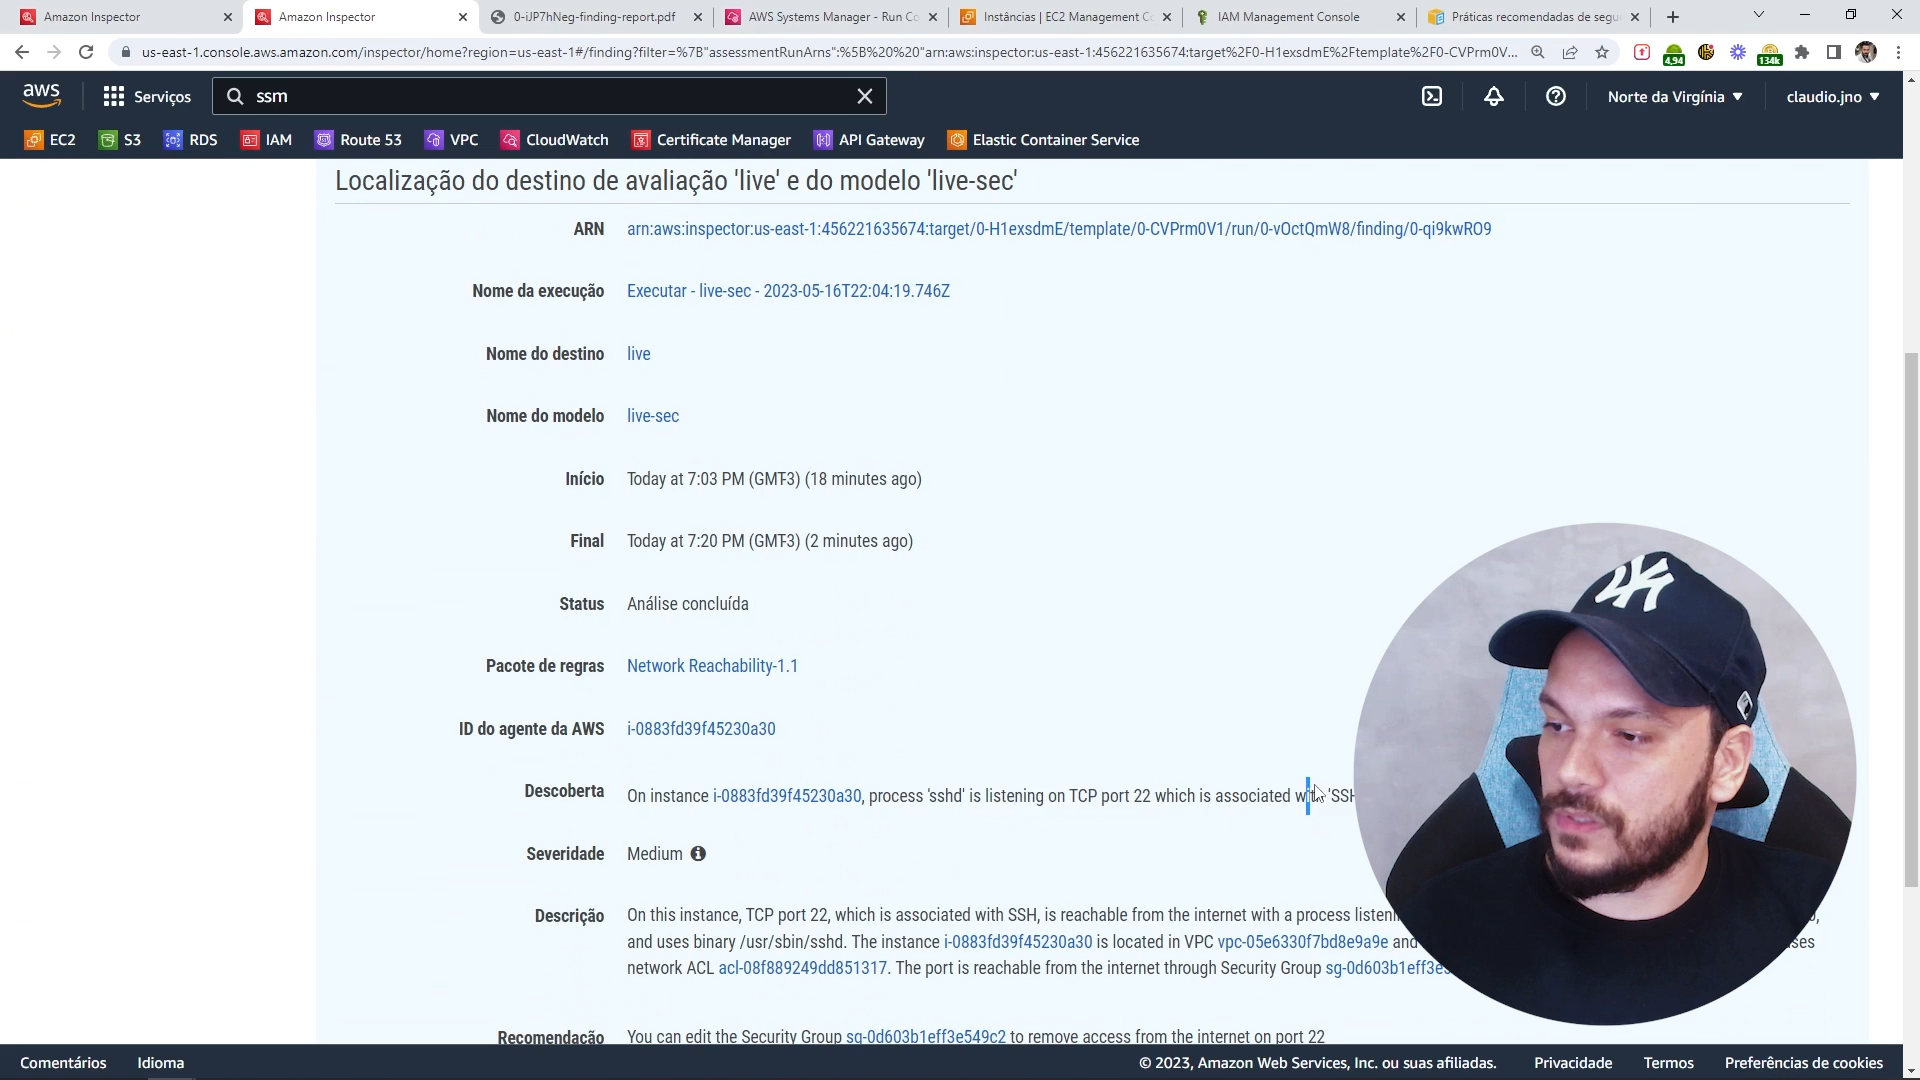 Amazon Inspector
Amazon Inspector
0-iJP7hNeg-finding-report.pdf
AWS Systems Manager - Run Co
Instâncias | EC2 Management Co
IAM Management Console
Práticas recomendadas de segu
us-east-1.console.aws.amazon.com/inspector/home?region=us-east-1#/finding?filter=%7B"assessmentRunArns":%5B%20%20"arn:aws:inspector:us-east-1:456221635674:target%2F0-H1exsdmE%2Ftemplate%2F0-CVPrm0V...
4,94
134k
aws
Serviços
ssm
Norte da Virgínia
claudio.jno
EC2
S3
RDS
IAM
Route 53
VPC
CloudWatch
Certificate Manager
API Gateway
Elastic Container Service
Localização do destino de avaliação 'live' e do modelo 'live-sec'
ARN arn:aws:inspector:us-east-1:456221635674:target/0-H1exsdmE/template/0-CVPrm0V1/run/0-vOctQmW8/finding/0-qi9kwRO9
Nome da execução Executar - live-sec - 2023-05-16T22:04:19.746Z
Nome do destino live
Nome do modelo live-sec
Início Today at 7:03 PM (GMT-3) (18 minutes ago)
Final Today at 7:20 PM (GMT-3) (2 minutes ago)
Status Análise concluída
Pacote de regras Network Reachability-1.1
ID do agente da AWS i-0883fd39f45230a30
Descoberta On instance i-0883fd39f45230a30, process 'sshd' is listening on TCP port 22 which is associated with 'SSH
Severidade Medium
Descrição On this instance, TCP port 22, which is associated with SSH, is reachable from the internet with a process
and uses binary /usr/sbin/sshd. The instance i-0883fd39f45230a30 is located in VPC vpc-05e6330f7bd8e9a9e and
network ACL acl-08f889249dd851317. The port is reachable from the internet through Security Group
Recomendação You can edit the Security Group sg-0d603b1eff3e549c2 to remove access from the internet on port 22
Comentários
Idioma
© 2023, Amazon Web Services, Inc. ou suas afiliadas.
Privacidade
Termos
Preferências de cookies